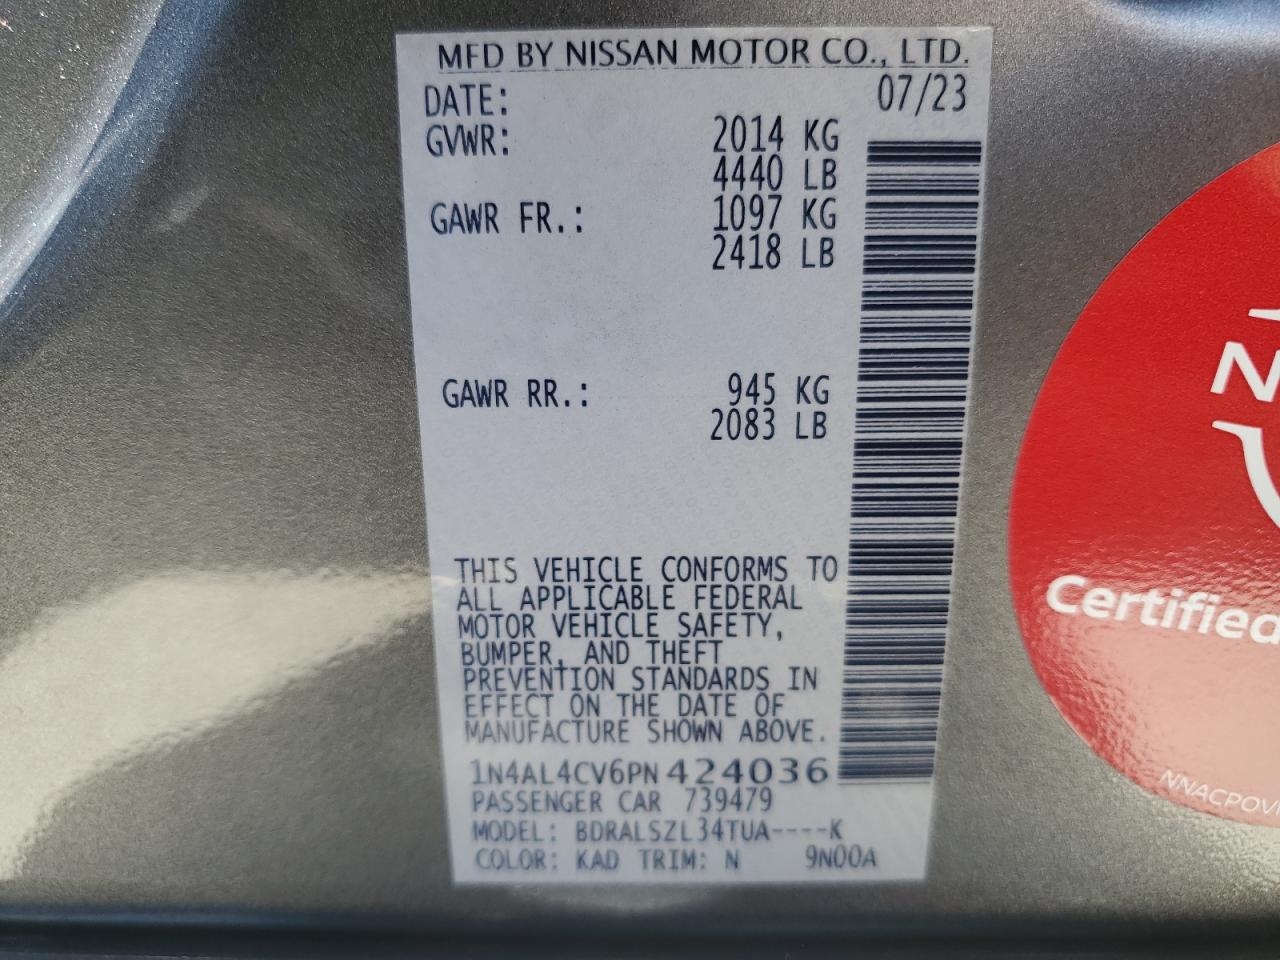 MFD BY NISSAN MOTOR CO., LTD.
DATE: 07/23
GVWR: 2014 KG
4440 LB
GAWR FR.: 1097 KG
2418 LB
GAWR RR.: 945 KG
2083 LB
THIS VEHICLE CONFORMS TO
ALL APPLICABLE FEDERAL
MOTOR VEHICLE SAFETY,
BUMPER, AND THEFT
PREVENTION STANDARDS IN
EFFECT ON THE DATE OF
MANUFACTURE SHOWN ABOVE.
1N4AL4CV6PN 424036
PASSENGER CAR 739479
MODEL: BDRALSZL34TUA----K
COLOR: KAD TRIM: N 9N00A
N
Certified
NNACPOV